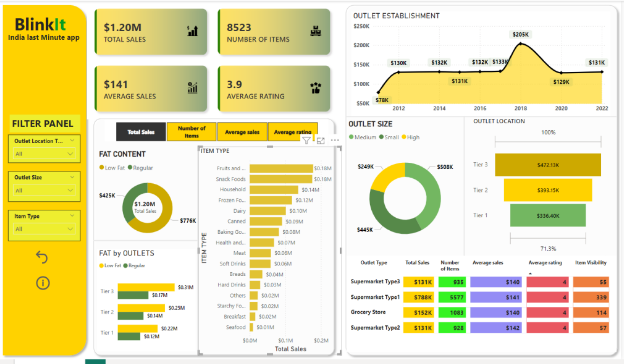 BlinkIt
India last Minute app
FILTER PANEL
Outlet Location T...
All
Outlet Size
All
Item Type
All
$1.20M
TOTAL SALES
8523
NUMBER OF ITEMS
$141
AVERAGE SALES
3.9
AVERAGE RATING
Total Sales
Number of Items
Average sales
Average rating
FAT CONTENT
Low Fat Regular
$425K
$1.20M
Total Sales
$776K
FAT by OUTLETS
Low Fat Regular
Tier 3 $0.31M
$0.17M
Tier 2 $0.25M
$0.14M
Tier 1 $0.22M
$0.12M
ITEM TYPE
ITEM TYPE
Fruits and ... $0.18M
Snack Foods $0.18M
Household $0.14M
Frozen Fo... $0.12M
Dairy $0.10M
Canned $0.09M
Baking Go... $0.08M
Health and... $0.07M
Meat $0.06M
Soft Drinks $0.06M
Breads $0.04M
Hard Drinks $0.03M
Others $0.02M
Starchy Fo... $0.02M
Breakfast $0.02M
Seafood $0.01M
$0.0M $0.1M $0.2M
Total Sales
OUTLET ESTABLISHMENT
$250K
$200K
$150K
$100K
$50K
$78K
$130K
$132K
$131K
$132K
$133K
$205K
$129K
$131K
2012 2014 2016 2018 2020 2022
OUTLET SIZE
Medium Small High
$249K
$508K
$445K
OUTLET LOCATION
100%
Tier 3 $472.13K
Tier 2 $393.15K
Tier 1 $336.40K
71.3%
Outlet Type Total Sales Number of Items Average sales Average rating Item Visibility
Supermarket Type3 $131K 935 $140 4 55
Supermarket Type1 $788K 5577 $141 4 339
Grocery Store $152K 1083 $140 4 114
Supermarket Type2 $131K 928 $142 4 57